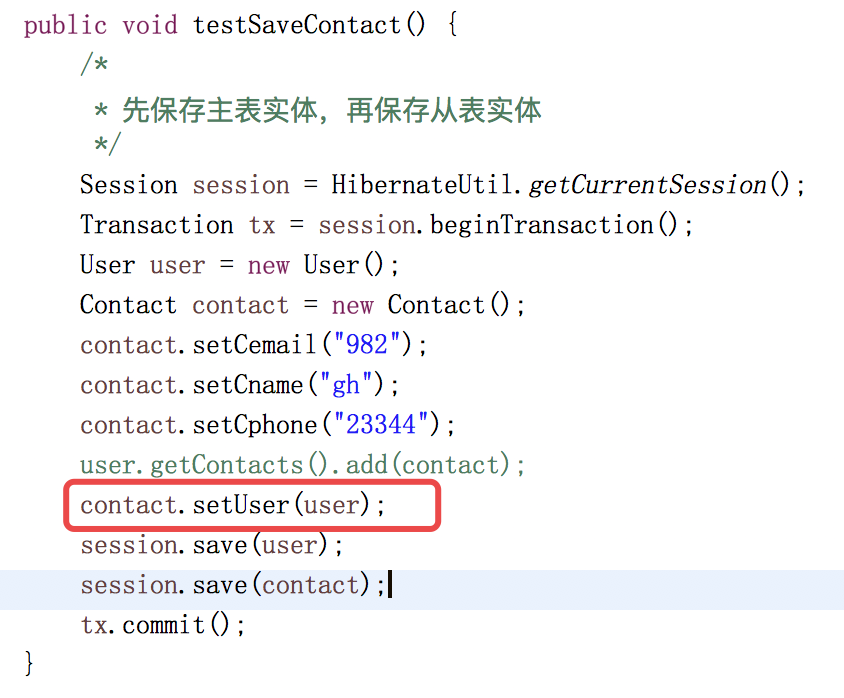 public void testSaveContact() {
/*
* 先保存主表实体，再保存从表实体
*/
Session session = HibernateUtil.getCurrentSession();
Transaction tx = session.beginTransaction();
User user = new User();
Contact contact = new Contact();
contact.setCemail("982");
contact.setCname("gh");
contact.setCphone("23344");
user.getContacts().add(contact);
contact.setUser(user);
session.save(user);
session.save(contact);
tx.commit();
}